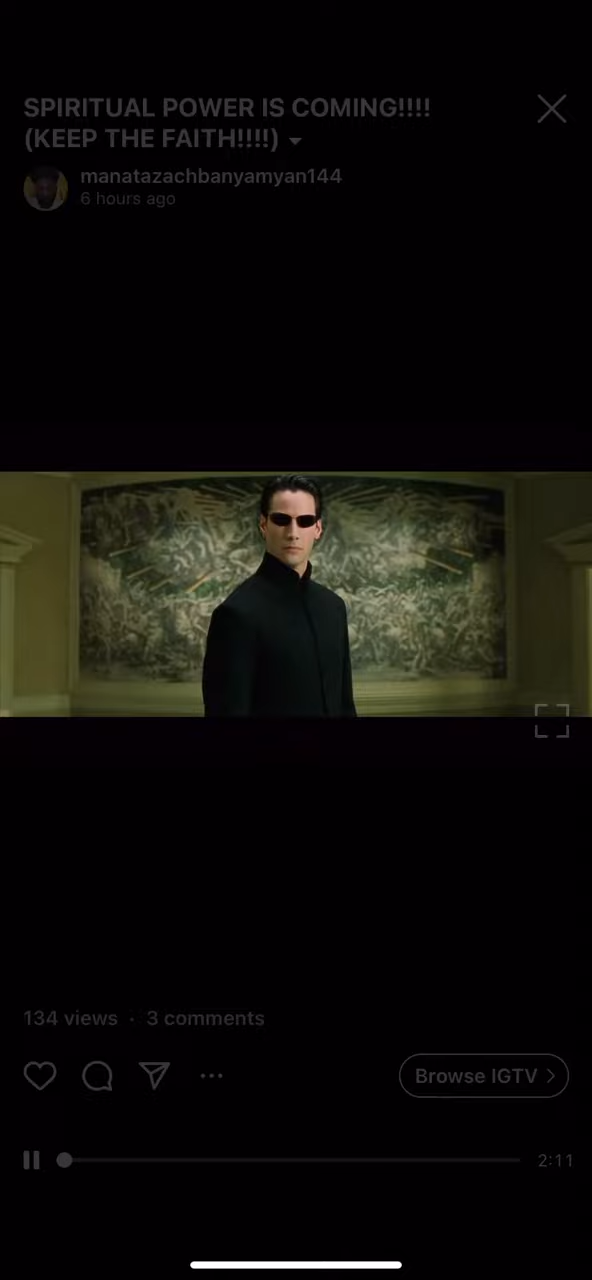 SPIRITUAL POWER IS COMING!!!!
(KEEP THE FAITH!!!!)
manatazachbanyamyan144
6 hours ago
134 views · 3 comments
Browse IGTV
2:11